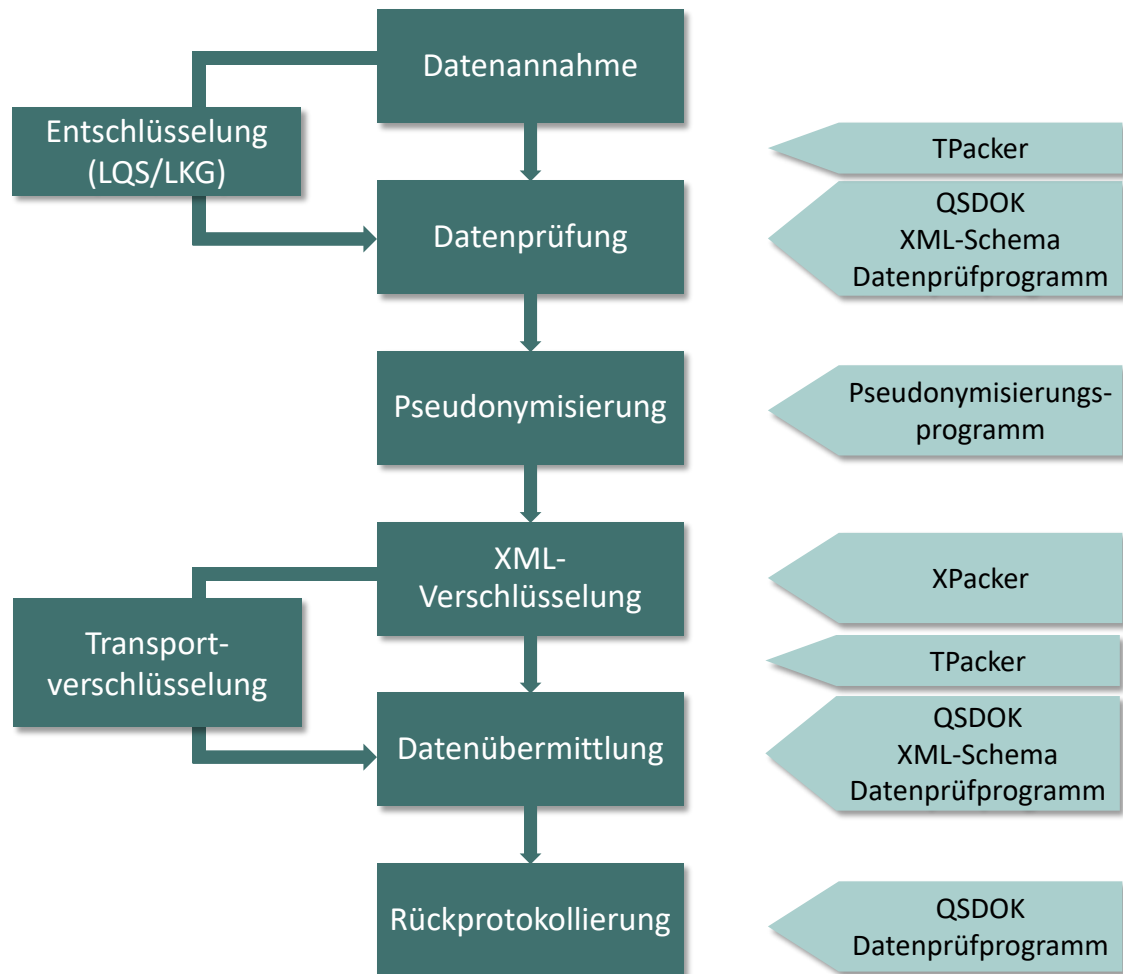 Datenannahme
Entschlüsselung
(LQS/LKG)
TPacker
Datenprüfung
QSDOK
XML-Schema
Datenprüfprogramm
Pseudonymisierung
Pseudonymisierungs-
programm
XML-
Verschlüsselung
XPacker
Transport-
verschlüsselung
TPacker
Datenübermittlung
QSDOK
XML-Schema
Datenprüfprogramm
Rückprotokollierung
QSDOK
Datenprüfprogramm